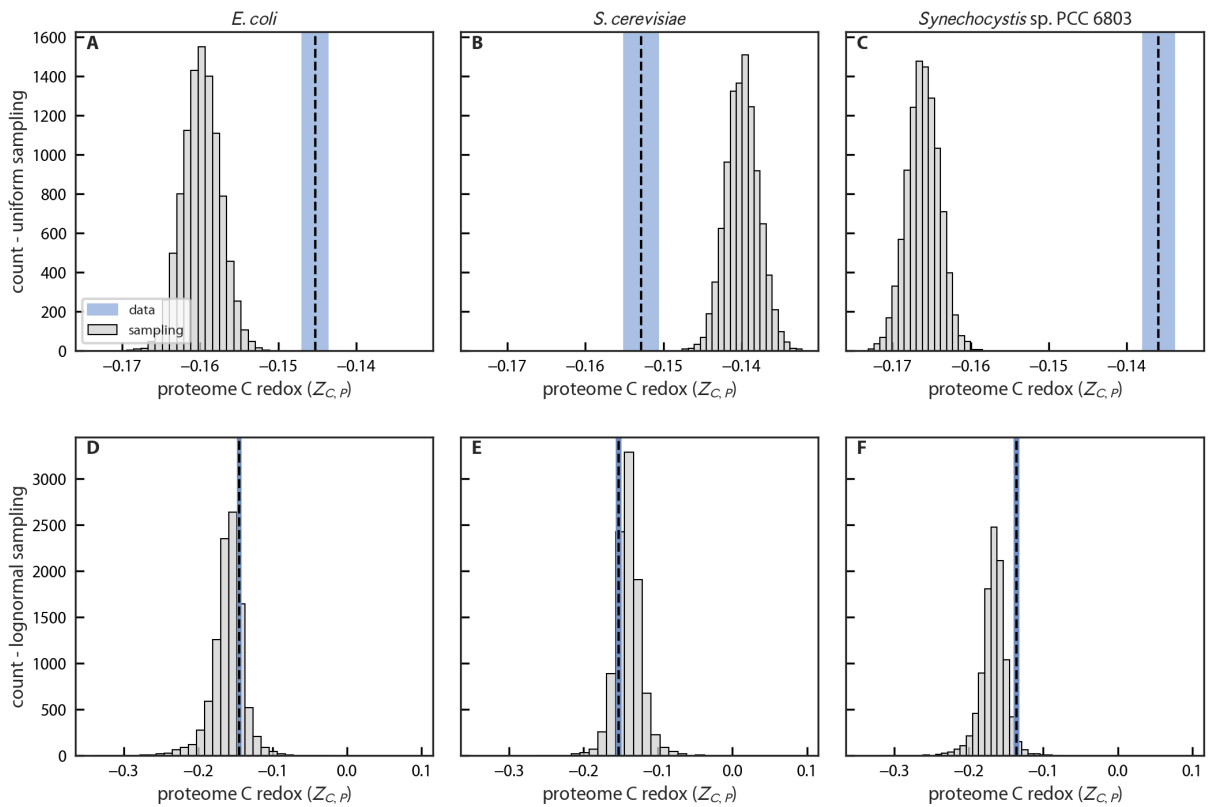 E. coli
S. cerevisiae
Synechocystis sp. PCC 6803
A
B
C
count - uniform sampling
1600
1400
1200
1000
800
600
400
200
0
data
sampling
−0.17 −0.16 −0.15 −0.14
−0.17 −0.16 −0.15 −0.14
−0.17 −0.16 −0.15 −0.14
proteome C redox (Z_C, P)
proteome C redox (Z_C, P)
proteome C redox (Z_C, P)
D
E
F
count - lognormal sampling
3000
2500
2000
1500
1000
500
0
−0.3 −0.2 −0.1 0.0 0.1
−0.3 −0.2 −0.1 0.0 0.1
−0.3 −0.2 −0.1 0.0 0.1
proteome C redox (Z_C, P)
proteome C redox (Z_C, P)
proteome C redox (Z_C, P)